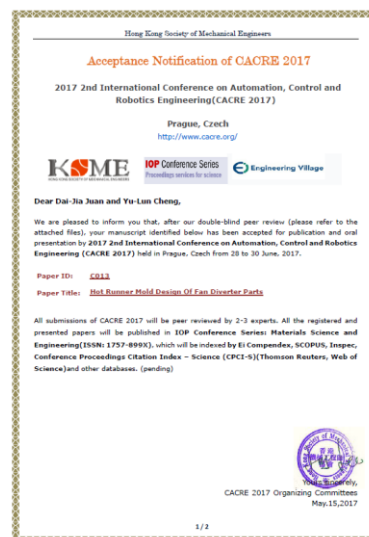 Hong Kong Society of Mechanical Engineers
Acceptance Notification of CACRE 2017
2017 2nd International Conference on Automation, Control and
Robotics Engineering(CACRE 2017)
Prague, Czech
http://www.cacre.org/
IOP Conference Series
Proceedings services for science
Engineering Village
Dear Dai-Jia Juan and Yu-Lun Cheng,
We are pleased to inform you that, after our double-blind peer review (please refer to the
attached files), your manuscript identified below has been accepted for publication and oral
presentation by 2017 2nd International Conference on Automation, Control and Robotics
Engineering (CACRE 2017) held in Prague, Czech from 28 to 30 June, 2017.
Paper ID: C013
Paper Title: Hot Runner Mold Design Of Fan Diverter Parts
All submissions of CACRE 2017 will be peer reviewed by 2-3 experts. All the registered and
presented papers will be published in IOP Conference Series: Materials Science and
Engineering(ISSN: 1757-899X), which will be indexed by Ei Compendex, SCOPUS, Inspec,
Conference Proceedings Citation Index – Science (CPCI-S)(Thomson Reuters, Web of
Science)and other databases. (pending)
Yours sincerely,
CACRE 2017 Organizing Committees
May.15,2017
1 / 2